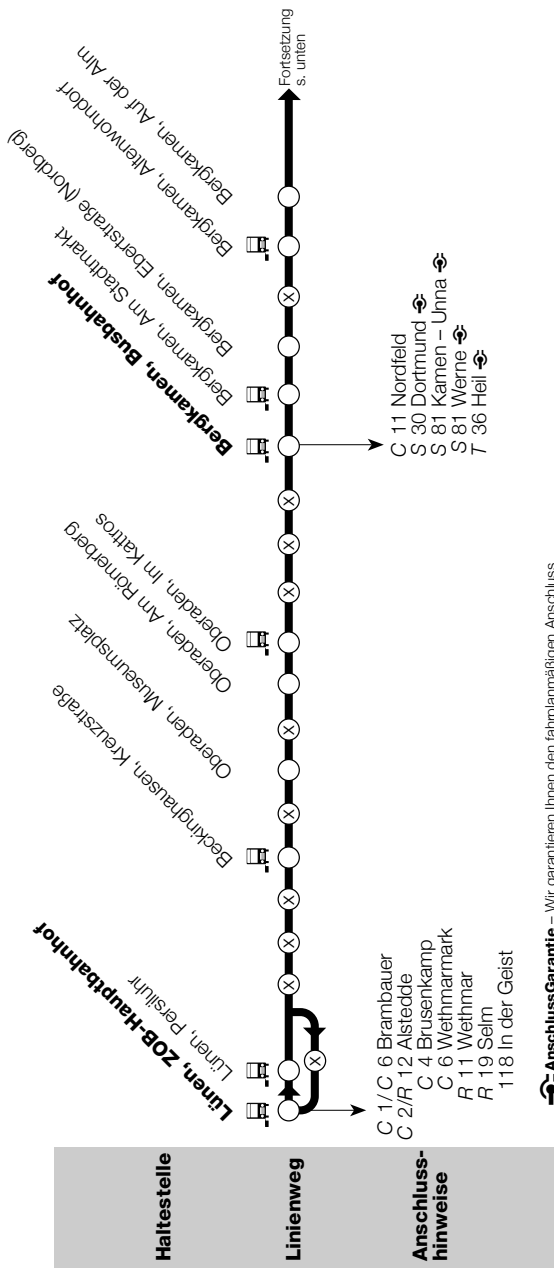 Haltestelle
Lünen, ZOB-Hauptbahnhof
Lünen, Persiluhr
Beckinghausen, Kreuzstraße
Oberaden, Museumsplatz
Oberaden, Am Römerberg
Oberaden, Im Kattros
Bergkamen, Busbahnhof
Bergkamen, Am Stadtmarkt
Bergkamen, Ebertstraße (Nordberg)
Bergkamen, Altenwohndorf
Bergkamen, Auf der Alm
Linienweg
X
X
X
X
X
X
X
X
X
X
Fortsetzung
s. unten
Anschluss-
hinweise
C 1/C 6 Brambauer
C 2/R 12 Alstedde
C 4 Brusenkamp
C 6 Wethmarmark
R 11 Wethmar
R 19 Selm
118 In der Geist
C 11 Nordfeld
S 30 Dortmund
S 81 Kamen – Unna
S 81 Werne
T 36 Heil
AnschlussGarantie – Wir garantieren Ihnen den fahrplanmäßigen Anschluss